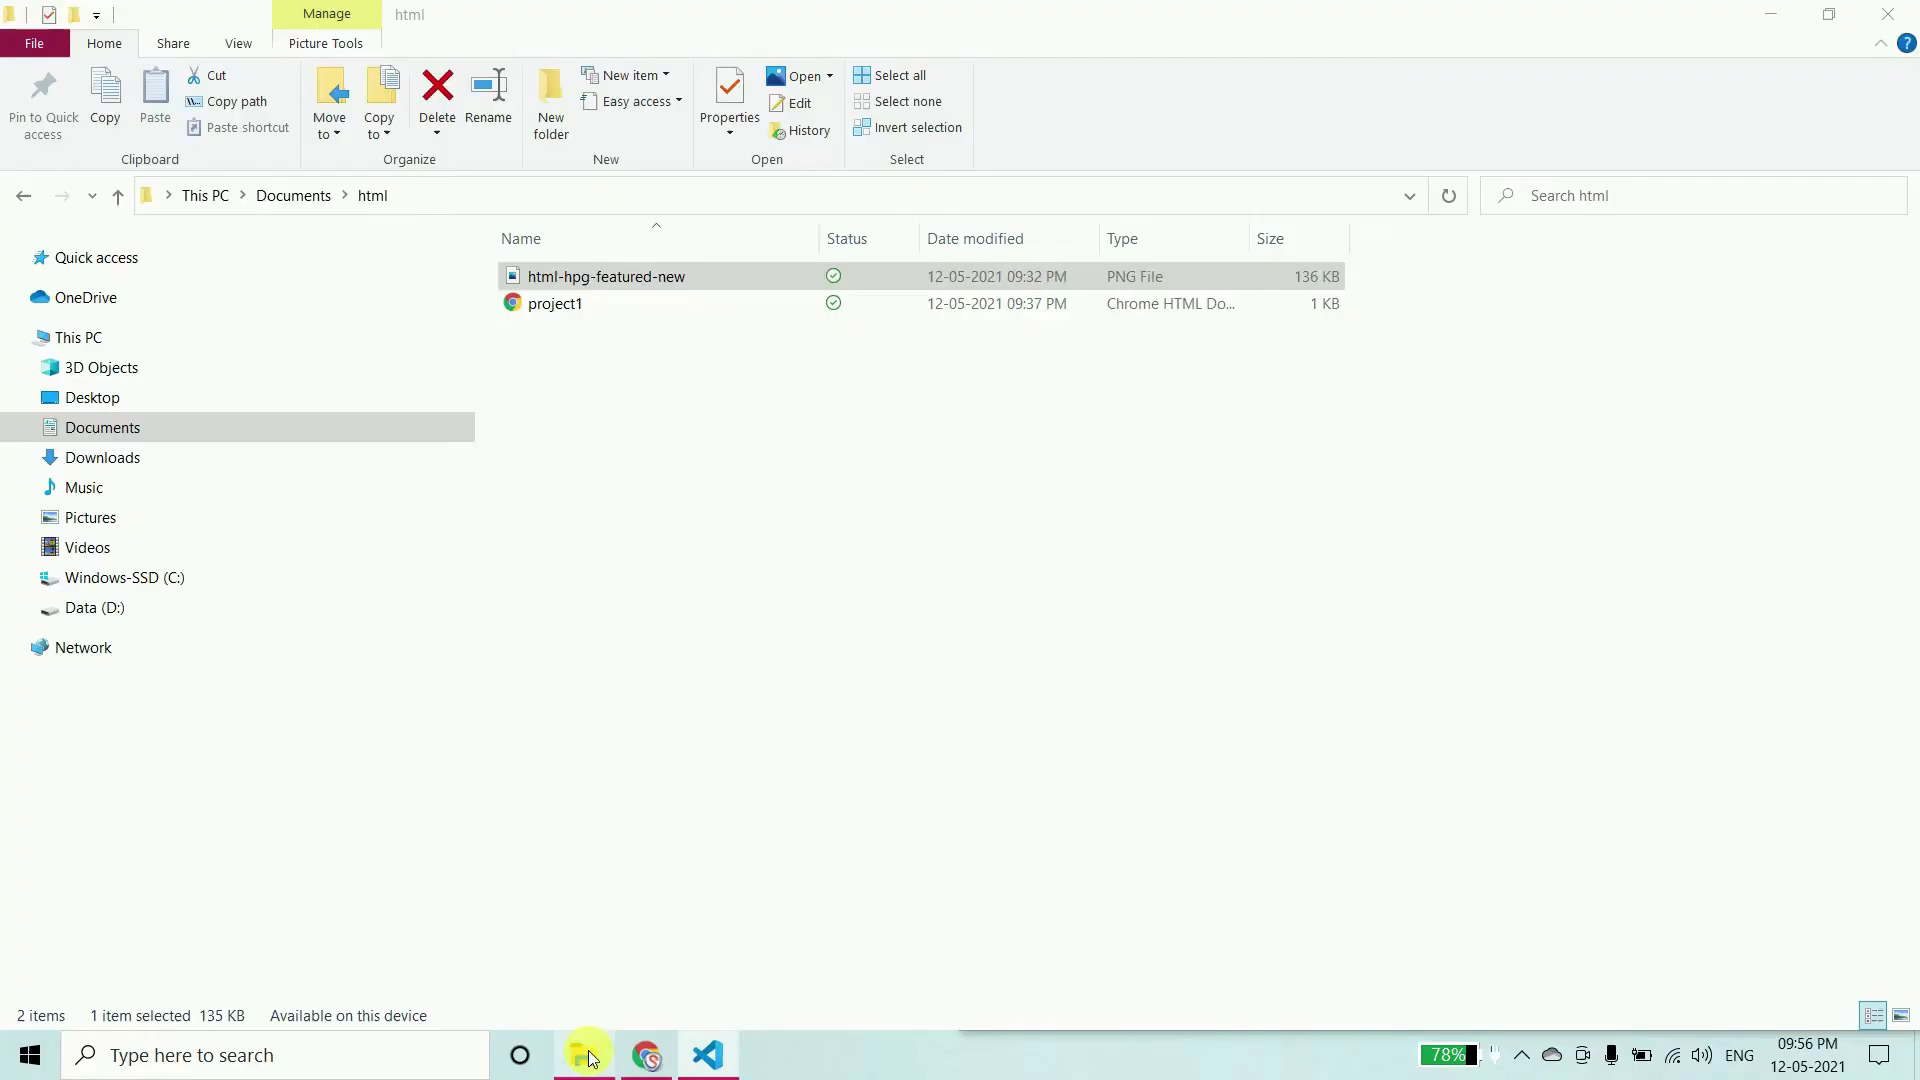 Manage
html
File
Home
Share
View
Picture Tools
Pin to Quick access
Copy
Paste
Cut
Copy path
Paste shortcut
Clipboard
Move to
Copy to
Delete
Rename
Organize
New folder
New item
Easy access
New
Properties
Open
Edit
History
Open
Select all
Select none
Invert selection
Select
This PC
Documents
html
Search html
Name
Status
Date modified
Type
Size
html-hpg-featured-new
12-05-2021 09:32 PM
PNG File
136 KB
project1
12-05-2021 09:37 PM
Chrome HTML Do...
1 KB
Quick access
OneDrive
This PC
3D Objects
Desktop
Documents
Downloads
Music
Pictures
Videos
Windows-SSD (C:)
Data (D:)
Network
2 items
1 item selected 135 KB
Available on this device
Type here to search
78%
ENG
09:56 PM
12-05-2021